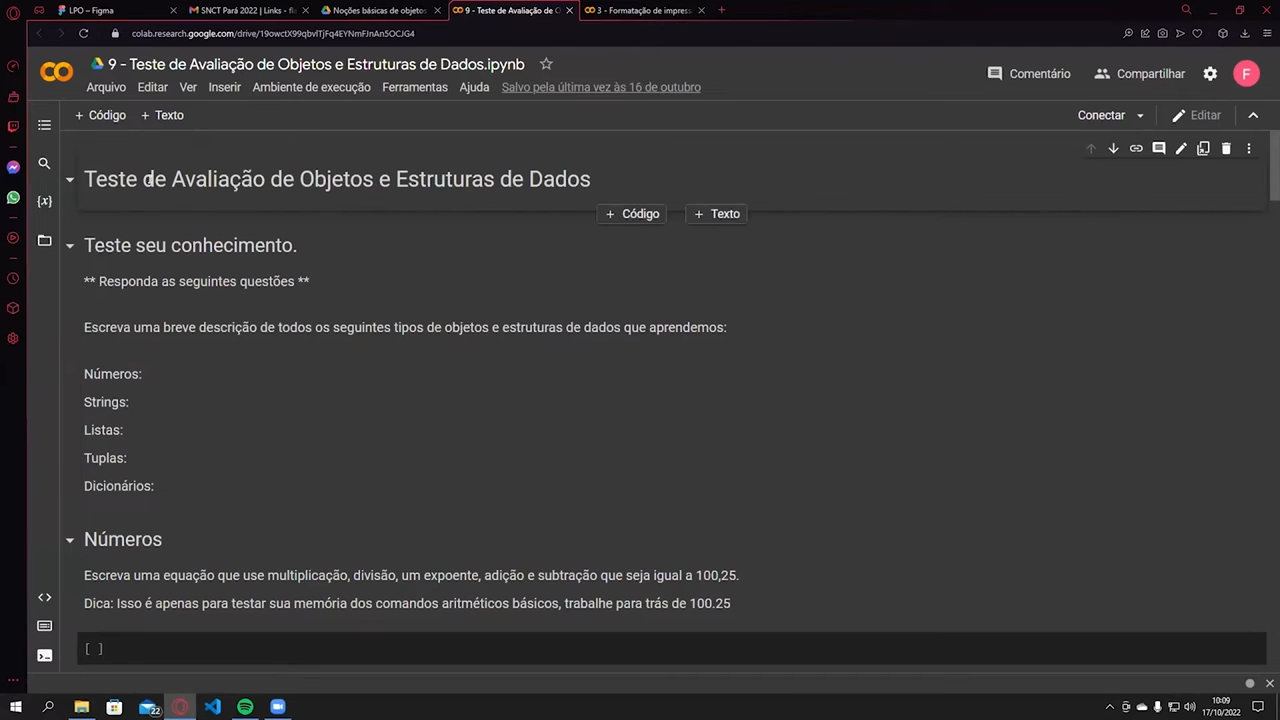 LPO – Figma
SNCT Pará 2022 | Links - fle
Noções básicas de objetos
9 - Teste de Avaliação de O
3 - Formatação de impress
colab.research.google.com/drive/19owctX99qbvITjFq4EYNmFJnAn5OCJG4
9 - Teste de Avaliação de Objetos e Estruturas de Dados.ipynb
Comentário
Compartilhar
F
Arquivo Editar Ver Inserir Ambiente de execução Ferramentas Ajuda Salvo pela última vez às 16 de outubro
+ Código + Texto
Conectar
Editar
Teste de Avaliação de Objetos e Estruturas de Dados
+ Código + Texto
Teste seu conhecimento.
** Responda as seguintes questões **
Escreva uma breve descrição de todos os seguintes tipos de objetos e estruturas de dados que aprendemos:
Números:
Strings:
Listas:
Tuplas:
Dicionários:
Números
Escreva uma equação que use multiplicação, divisão, um expoente, adição e subtração que seja igual a 100,25.
Dica: Isso é apenas para testar sua memória dos comandos aritméticos básicos, trabalhe para trás de 100.25
[ ]
22
10:09
17/10/2022